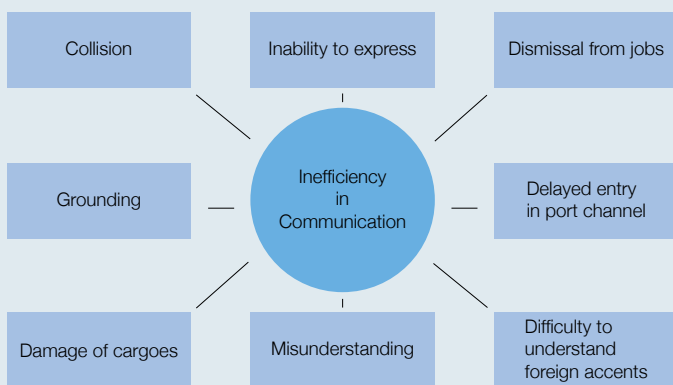 Collision
Inability to express
Dismissal from jobs
Grounding
Inefficiency
in
Communication
Delayed entry
in port channel
Damage of cargoes
Misunderstanding
Difficulty to
understand
foreign accents